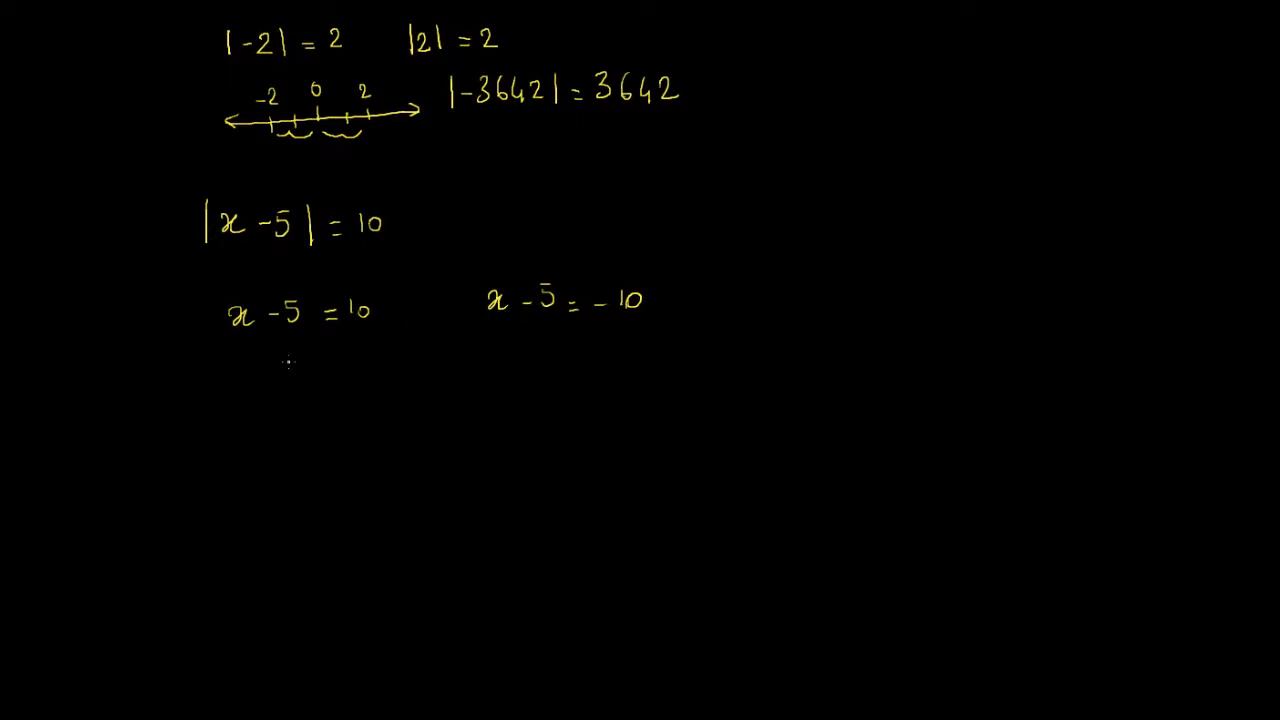 |-2| = 2 |2| = 2
-2 0 2 |-3642| = 3642
|x - 5| = 10
x - 5 = 10 x - 5 = - 10